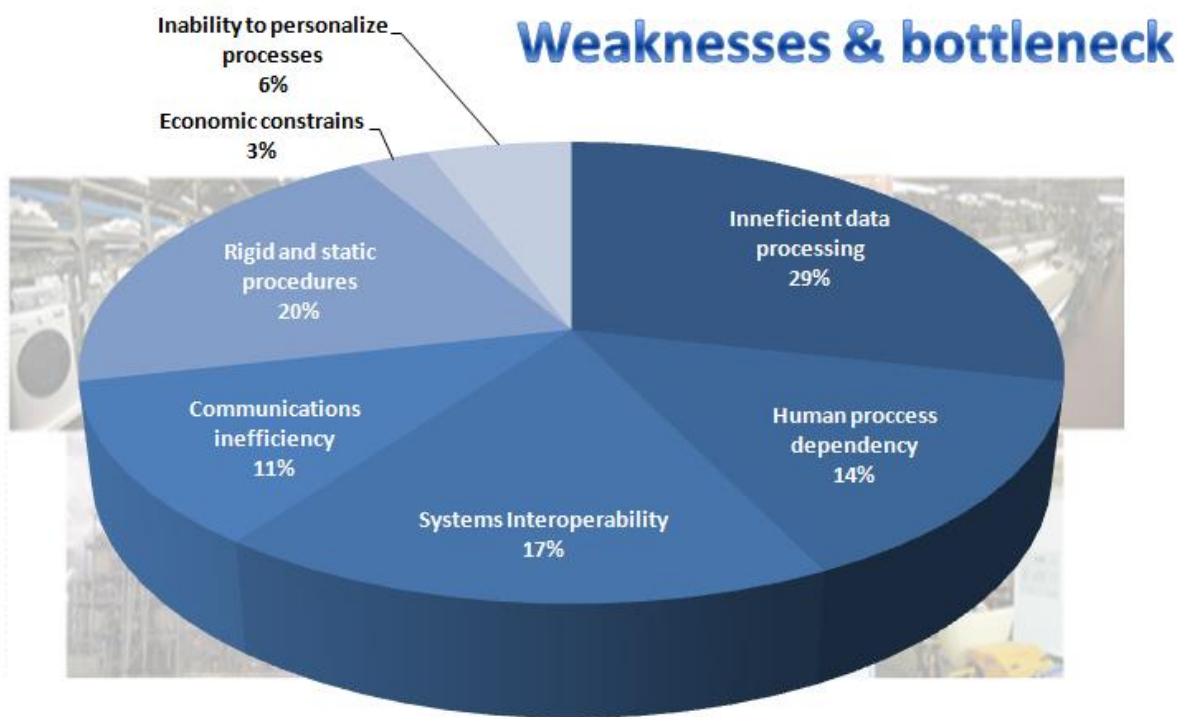 Weaknesses & bottleneck
Inability to personalize
processes
6%
Economic constrains
3%
Inneficient data
processing
29%
Rigid and static
procedures
20%
Communications
inefficiency
11%
Human proccess
dependency
14%
Systems Interoperability
17%